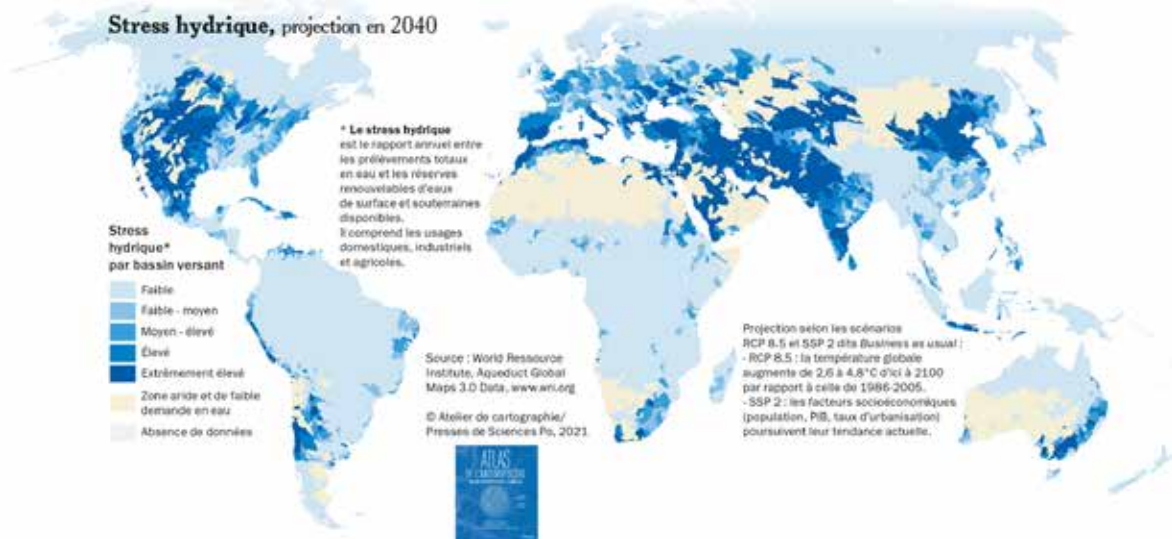 Stress hydrique, projection en 2040
* Le stress hydrique
est le rapport annuel entre
les prélèvements totaux
en eau et les réserves
renouvelables d'eaux
de surface et souterraines
disponibles.
Il comprend les usages
domestiques, industriels
et agricoles.
Stress
hydrique*
par bassin versant
Faible
Faible - moyen
Moyen - élevé
Élevé
Extrêmement élevé
Zone aride et de faible
demande en eau
Absence de données
Source : World Ressource
Institute, Aqueduct Global
Maps 3.0 Data, www.wri.org
© Atelier de cartographie/
Presses de Sciences Po, 2021
Projection selon les scénarios
RCP 8.5 et SSP 2 dits Business as usual :
- RCP 8.5 : la température globale
augmente de 2,6 à 4,8°C d'ici à 2100
par rapport à celle de 1986-2005.
- SSP 2 : les facteurs socioéconomiques
(population, PIB, taux d'urbanisation)
poursuivent leur tendance actuelle.
ATLAS
DE L'ANTHROPOCÈNE